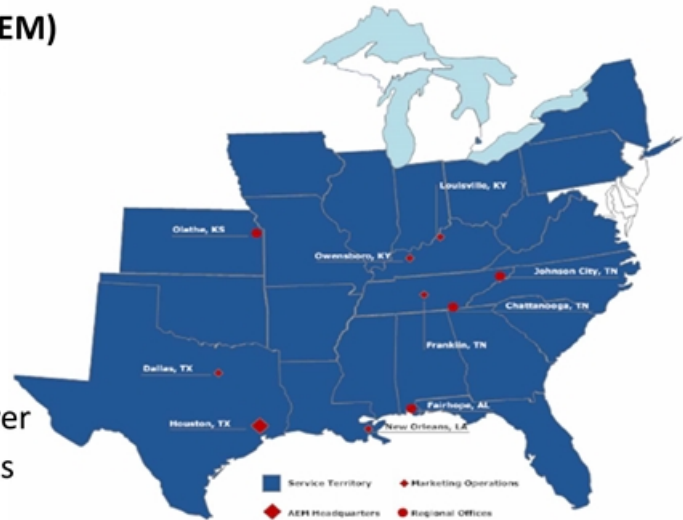 EM)
Louisville, KY
Olathe, KS
Owensboro, KY
Johnson City, TN
Chattanooga, TN
Franklin, TN
Dallas, TX
er
Fairhope, AL
Houston, TX
New Orleans, LA
s
Service Territory
Marketing Operations
AEM Headquarters
Regional Offices